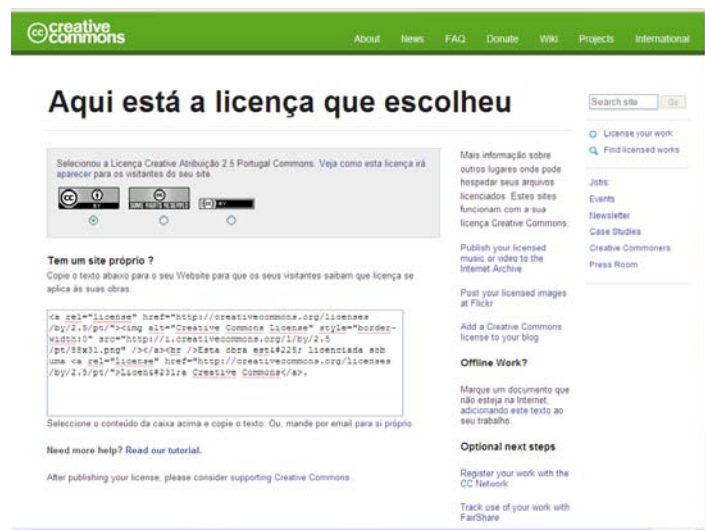 creative commons
About News FAQ Donate Wiki Projects International
Aqui está a licença que escolheu
Selecionou a Licença Creative Atribuição 2.5 Portugal Commons. Veja como esta licença irá
aparecer para os visitantes do seu site.
cc BY
cc SOME RIGHTS RESERVED
cc BY
Tem um site próprio ?
Copie o texto abaixo para o seu Website para que os seus visitantes saibam que licença se
aplica às suas obras.
<a rel="license" href="http://creativecommons.org/licenses
/by/2.5/pt/"><img alt="Creative Commons License" style="border-
width:0" src="http://i.creativecommons.org/l/by/2.5
/pt/88x31.png" /></a><br />Esta obra est&#225; licenciada sob
uma <a rel="license" href="http://creativecommons.org/licenses
/by/2.5/pt/">Licen&#231;a Creative Commons</a>.
Seleccione o conteúdo da caixa acima e copie o texto. Ou, mande por email para si próprio.
Need more help? Read our tutorial.
After publishing your license, please consider supporting Creative Commons.
Mais informação sobre
outros lugares onde pode
hospedar seus arquivos
licenciados. Estes sites
funcionam com a sua
licença Creative Commons.
Publish your licensed
music or video to the
Internet Archive
Post your licensed images
at Flickr
Add a Creative Commons
license to your blog
Offline Work?
Marque um documento que
não esteja na Internet,
adicionando este texto ao
seu trabalho.
Optional next steps
Register your work with the
CC Network
Track use of your work with
FairShare
Search site Go
License your work
Find licensed works
Jobs
Events
Newsletter
Case Studies
Creative Commoners
Press Room